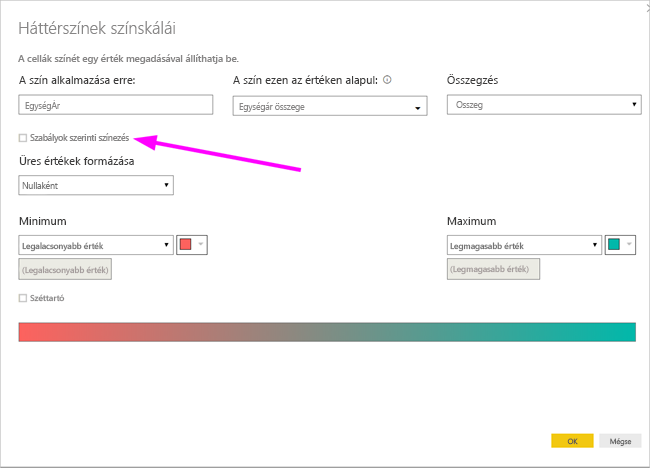 Háttérszínek színskálái
A cellák színét egy érték megadásával állíthatja be.
A szín alkalmazása erre: A szín ezen az értéken alapul: Összegzés
EgységÁr Egységár összege Összeg
Szabályok szerinti színezés
Üres értékek formázása
Nullaként
Minimum Maximum
Legalacsonyabb érték Legmagasabb érték
(Legalacsonyabb érték) (Legmagasabb érték)
Széttartó
OK Mégse